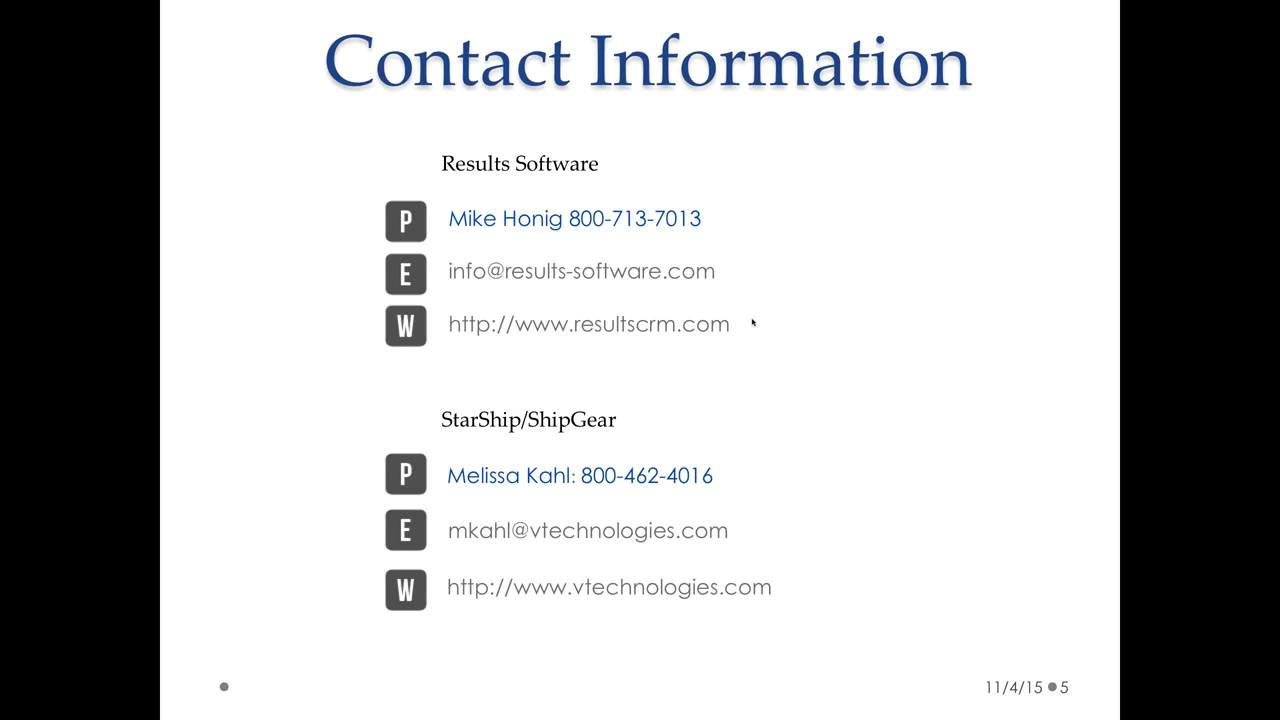 Contact Information
Results Software
P Mike Honig 800-713-7013
E info@results-software.com
W http://www.resultscrm.com
StarShip/ShipGear
P Melissa Kahl: 800-462-4016
E mkahl@vtechnologies.com
W http://www.vtechnologies.com
11/4/15 5